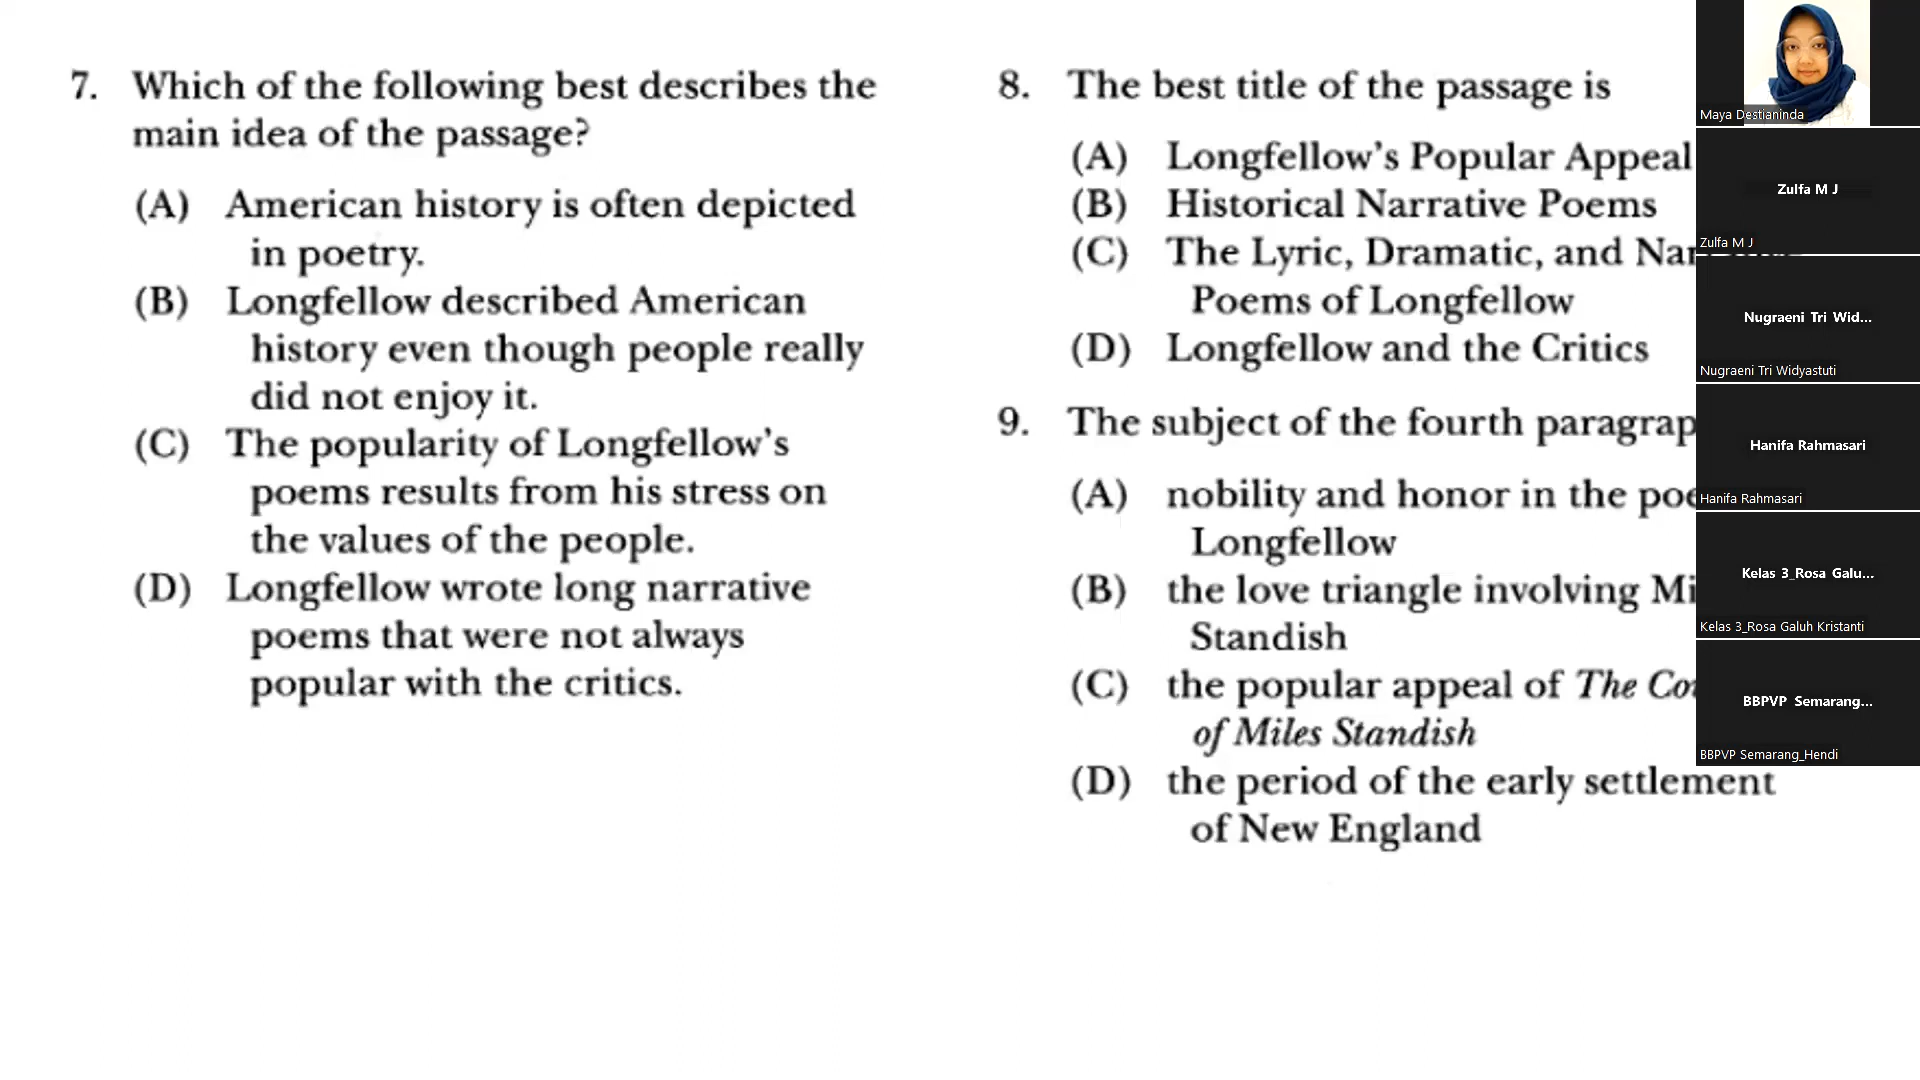 7. Which of the following best describes the
main idea of the passage?
(A) American history is often depicted
in poetry.
(B) Longfellow described American
history even though people really
did not enjoy it.
(C) The popularity of Longfellow's
poems results from his stress on
the values of the people.
(D) Longfellow wrote long narrative
poems that were not always
popular with the critics.
8. The best title of the passage is
(A) Longfellow's Popular Appeal
(B) Historical Narrative Poems
(C) The Lyric, Dramatic, and
Poems of Longfellow
(D) Longfellow and the Critics
9. The subject of the fourth
(A) nobility and honor in the
Longfellow
(B) the love triangle involving
Standish
(C) the popular appeal of The
of Miles Standish
(D) the period of the early settlement
of New England
Maya Destianinda
Zulfa M J
Zulfa M J
Nugraeni Tri Wid...
Nugraeni Tri Widyastuti
Hanifa Rahmasari
Hanifa Rahmasari
Kelas 3_Rosa Galu...
Kelas 3_Rosa Galuh Kristanti
BBPVP Semarang...
BBPVP Semarang_Hendi